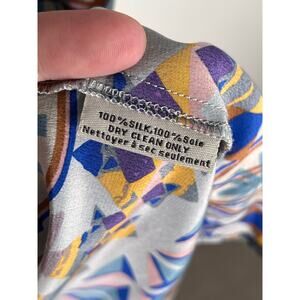 100%SILK,100%Soie
DRY CLEAN ONLY
Nettoyer à sec seulement